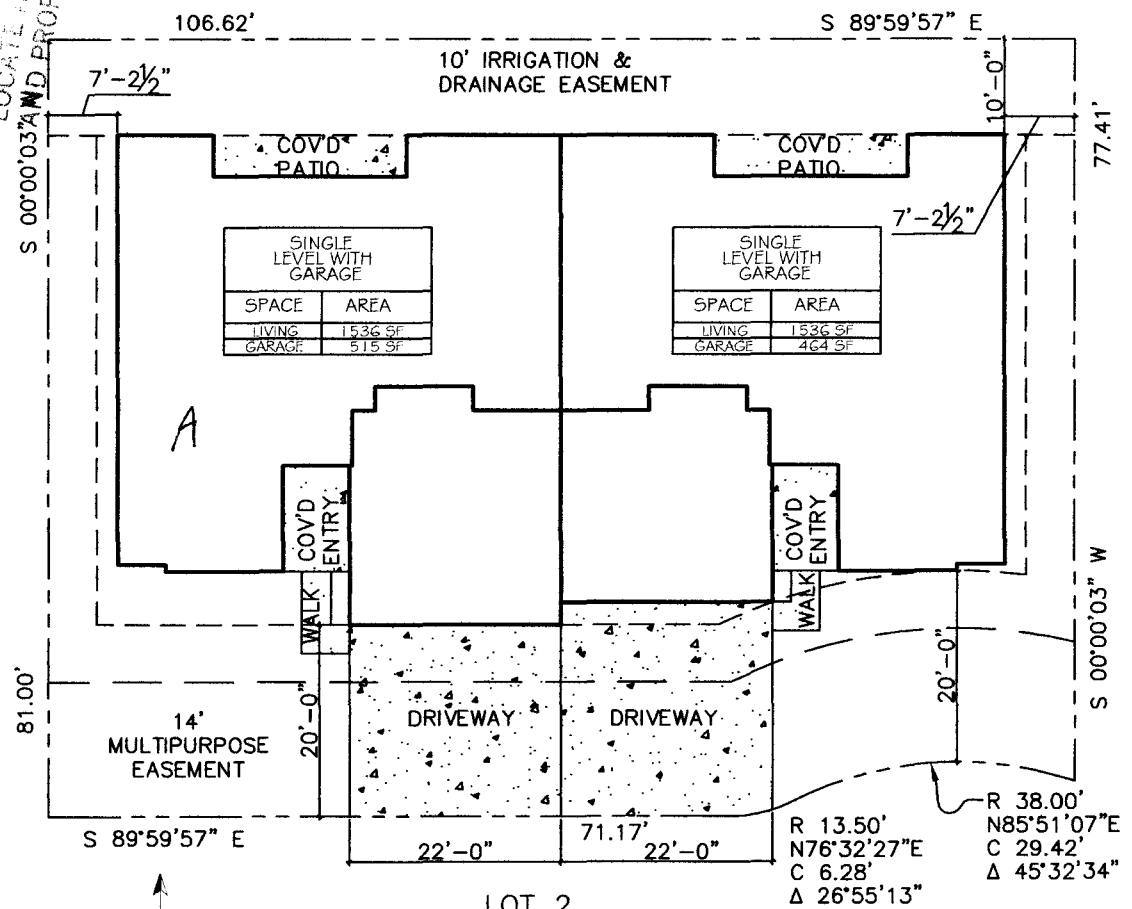 LOCATE
AND PROP
106.62'
S 89°59'57" E
10' IRRIGATION &
DRAINAGE EASEMENT
7'-2½"
10'-0"
S 00°00'03"
77.41'
COV'D
PATIO
COV'D
PATIO
7'-2½"
SINGLE
LEVEL WITH
GARAGE
SPACE AREA
LIVING 1536 SF
GARAGE 515 SF
SINGLE
LEVEL WITH
GARAGE
SPACE AREA
LIVING 1536 SF
GARAGE 464 SF
A
COV'D
ENTRY
COV'D
ENTRY
WALK
WALK
S 00°00'03" W
81.00'
20'-0"
20'-0"
14'
MULTIPURPOSE
EASEMENT
DRIVEWAY
DRIVEWAY
S 89°59'57" E
71.17'
22'-0"
22'-0"
R 13.50'
N76°32'27"E
C 6.28'
Δ 26°55'13"
R 38.00'
N85°51'07"E
C 29.42'
Δ 45°32'34"
LOT 2